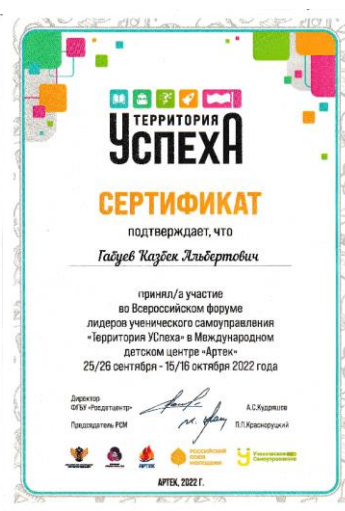 ТЕРРИТОРИЯ
УСПЕХА
СЕРТИФИКАТ
подтверждает, что
Габуев Казбек Альбертович
принял/а участие
во Всероссийском форуме
лидеров ученического самоуправления
«Территория УСпеха» в Международном
детском центре «Артек»
25/26 сентября - 15/16 октября 2022 года
Директор
ФГБУ «Росдетцентр»
А.С.Кудряшов
Председатель РСМ
П.П.Красноруцкий
АРТЕК
РОССИЙСКИЙ
СОЮЗ
МОЛОДЕЖИ
Ученическое
Самоуправление
АРТЕК, 2022 Г.